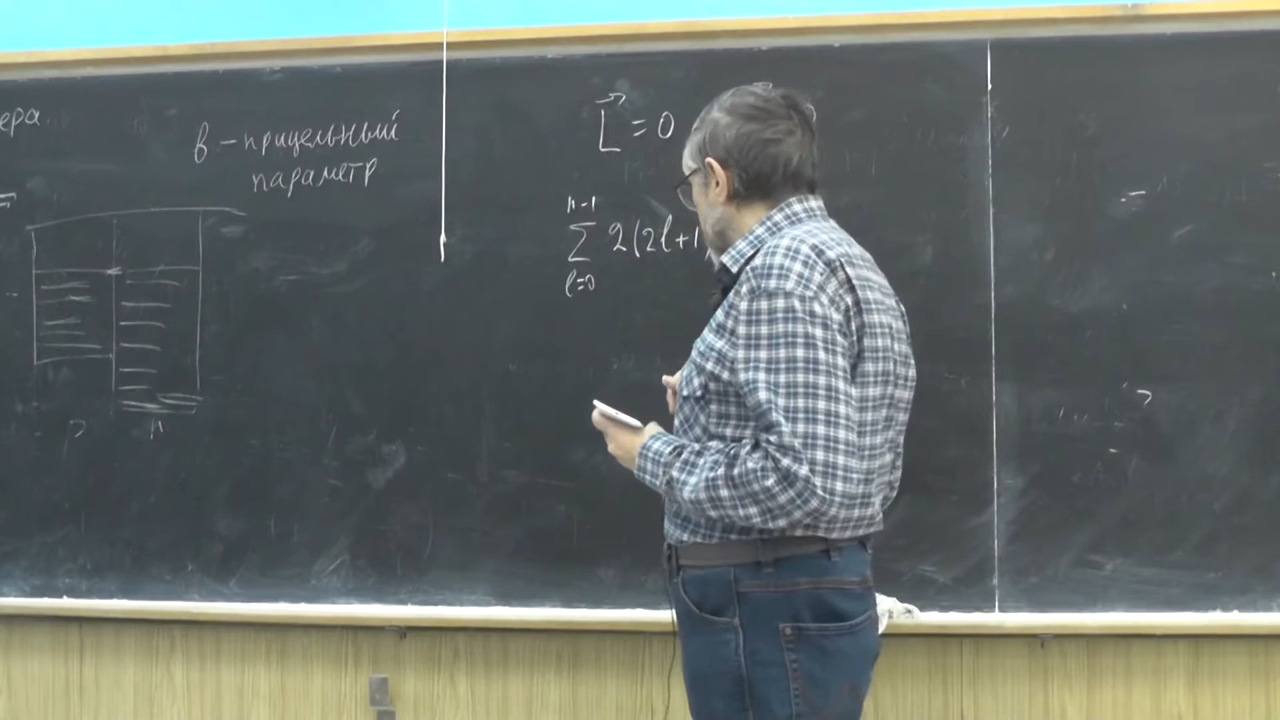 ера
в – прицельный
параметр
p n
L⃗ = 0
n-1
∑ 2(2ℓ+1
ℓ=0